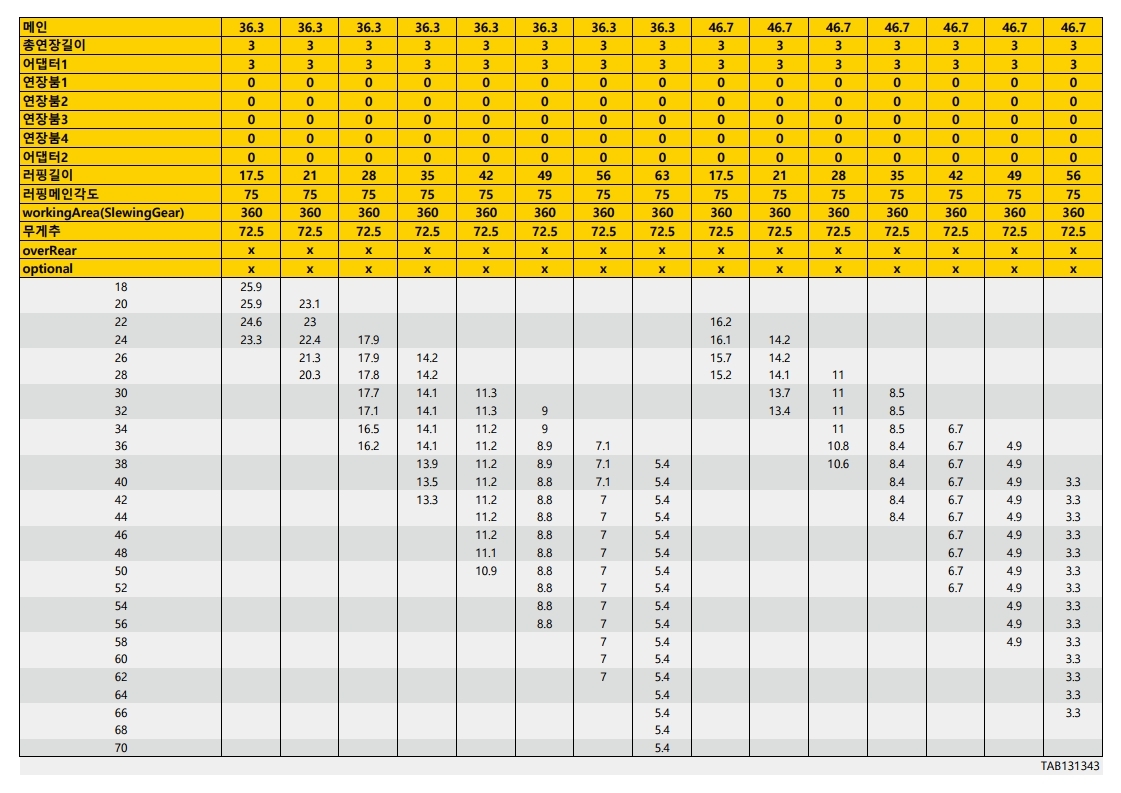 메인 36.3 36.3 36.3 36.3 36.3 36.3 36.3 36.3 46.7 46.7 46.7 46.7 46.7 46.7 46.7
총연장길이 3 3 3 3 3 3 3 3 3 3 3 3 3 3 3
어댑터1 3 3 3 3 3 3 3 3 3 3 3 3 3 3 3
연장붐1 0 0 0 0 0 0 0 0 0 0 0 0 0 0 0
연장붐2 0 0 0 0 0 0 0 0 0 0 0 0 0 0 0
연장붐3 0 0 0 0 0 0 0 0 0 0 0 0 0 0 0
연장붐4 0 0 0 0 0 0 0 0 0 0 0 0 0 0 0
어댑터2 0 0 0 0 0 0 0 0 0 0 0 0 0 0 0
러핑길이 17.5 21 28 35 42 49 56 63 17.5 21 28 35 42 49 56
러핑메인각도 75 75 75 75 75 75 75 75 75 75 75 75 75 75 75
workingArea(SlewingGear) 360 360 360 360 360 360 360 360 360 360 360 360 360 360 360
무게추 72.5 72.5 72.5 72.5 72.5 72.5 72.5 72.5 72.5 72.5 72.5 72.5 72.5 72.5 72.5
overRear x x x x x x x x x x x x x x x
optional x x x x x x x x x x x x x x x
18 25.9
20 25.9 23.1
22 24.6 23 16.2
24 23.3 22.4 17.9 16.1 14.2
26 21.3 17.9 14.2 15.7 14.2
28 20.3 17.8 14.2 15.2 14.1 11
30 17.7 14.1 11.3 13.7 11 8.5
32 17.1 14.1 11.3 9 13.4 11 8.5
34 16.5 14.1 11.2 9 11 8.5 6.7
36 16.2 14.1 11.2 8.9 7.1 10.8 8.4 6.7 4.9
38 13.9 11.2 8.9 7.1 5.4 10.6 8.4 6.7 4.9
40 13.5 11.2 8.8 7.1 5.4 8.4 6.7 4.9 3.3
42 13.3 11.2 8.8 7 5.4 8.4 6.7 4.9 3.3
44 11.2 8.8 7 5.4 8.4 6.7 4.9 3.3
46 11.2 8.8 7 5.4 6.7 4.9 3.3
48 11.1 8.8 7 5.4 6.7 4.9 3.3
50 10.9 8.8 7 5.4 6.7 4.9 3.3
52 8.8 7 5.4 6.7 4.9 3.3
54 8.8 7 5.4 4.9 3.3
56 8.8 7 5.4 4.9 3.3
58 7 5.4 4.9 3.3
60 7 5.4 3.3
62 7 5.4 3.3
64 5.4 3.3
66 5.4 3.3
68 5.4
70 5.4
TAB131343